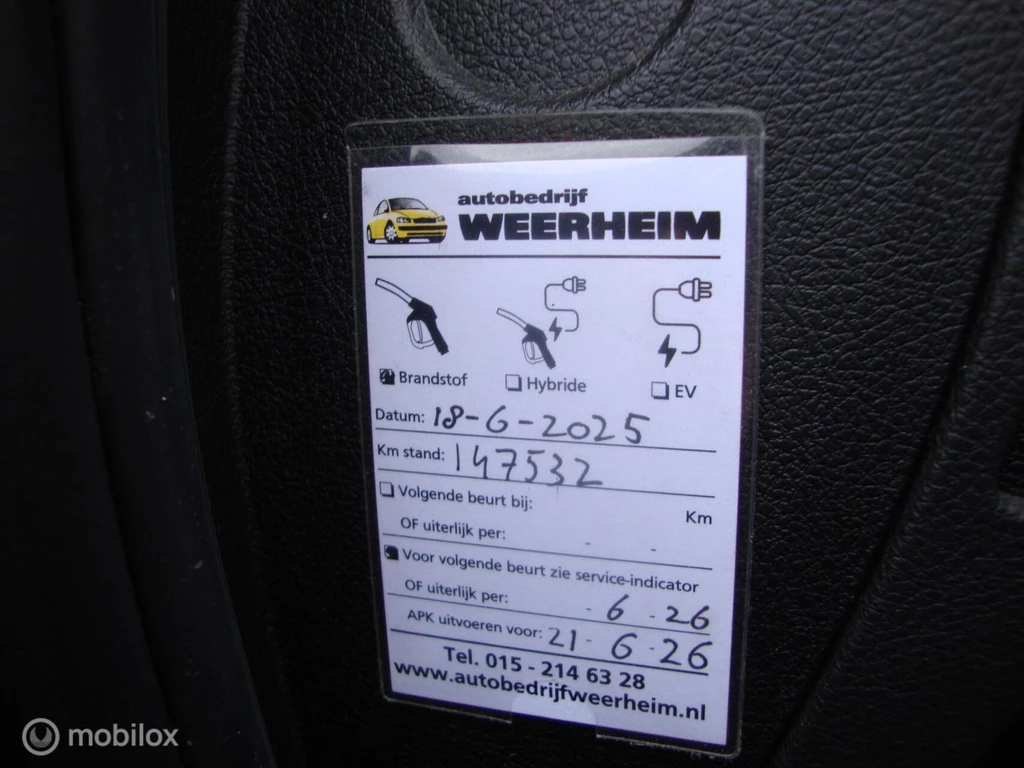 autobedrijf
WEERHEIM
Brandstof Hybride EV
Datum: 18-6-2025
Km stand: 147532
Volgende beurt bij: Km
OF uiterlijk per: - -
Voor volgende beurt zie service-indicator
OF uiterlijk per: - 6 - 26
APK uitvoeren voor: 21 - 6 - 26
Tel. 015 - 214 63 28
www.autobedrijfweerheim.nl
mobilox